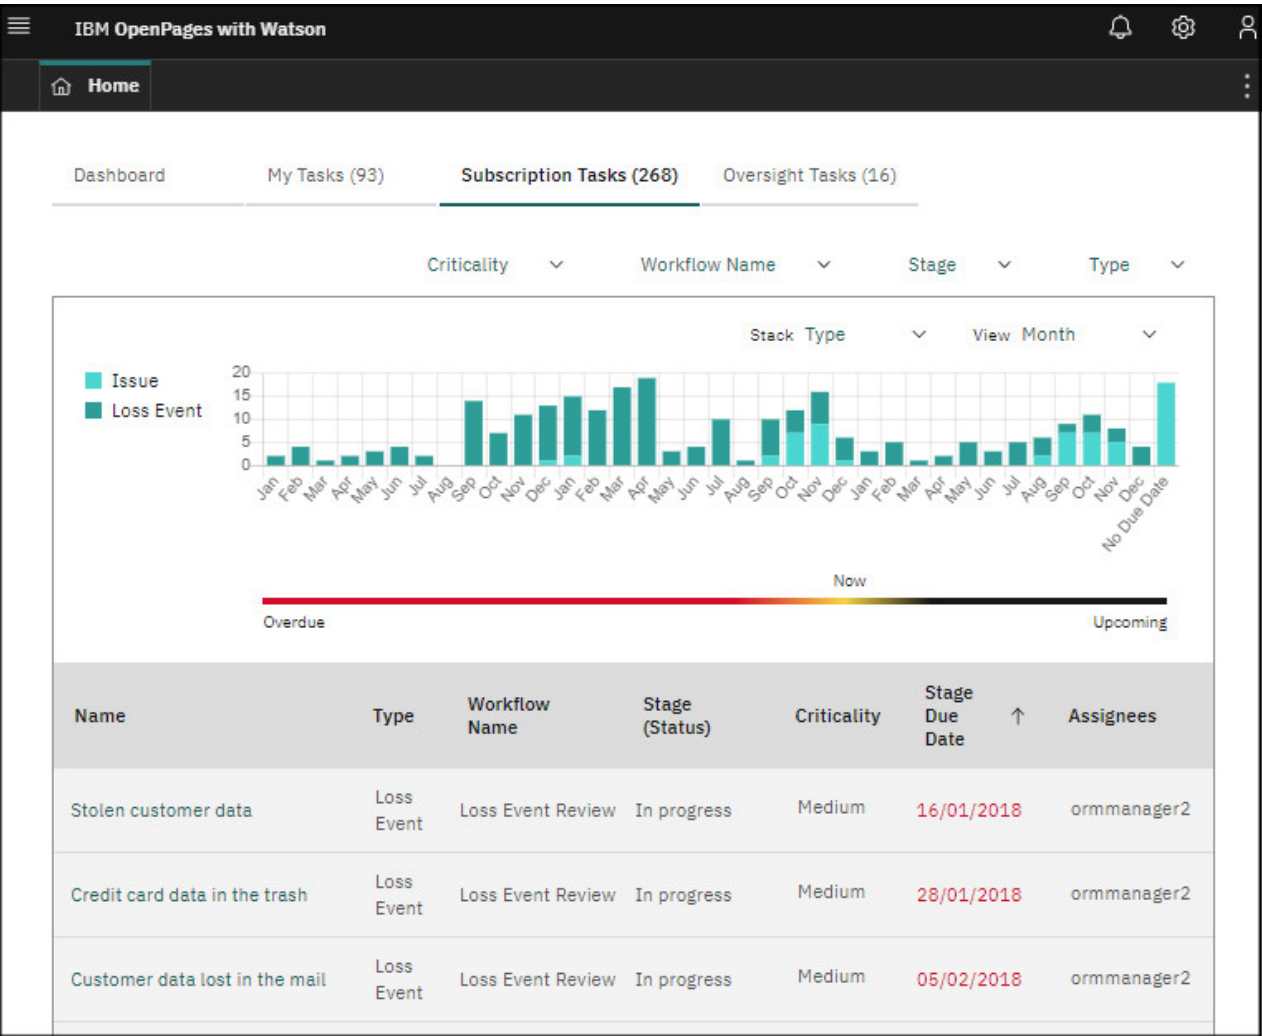 IBM OpenPages with Watson
Home
Dashboard My Tasks (93) Subscription Tasks (268) Oversight Tasks (16)
Criticality Workflow Name Stage Type
Stack Type View Month
Issue
Loss Event
20
15
10
5
0
Jan Feb Mar Apr May Jun Jul Aug Sep Oct Nov Dec Jan Feb Mar Apr May Jun Jul Aug Sep Oct Nov Dec Jan Feb Mar Apr May Jun Jul Aug Sep Oct Nov Dec No Due Date
Now
Overdue Upcoming
Name Type Workflow Name Stage (Status) Criticality Stage Due Date Assignees
Stolen customer data Loss Event Loss Event Review In progress Medium 16/01/2018 ormmanager2
Credit card data in the trash Loss Event Loss Event Review In progress Medium 28/01/2018 ormmanager2
Customer data lost in the mail Loss Event Loss Event Review In progress Medium 05/02/2018 ormmanager2